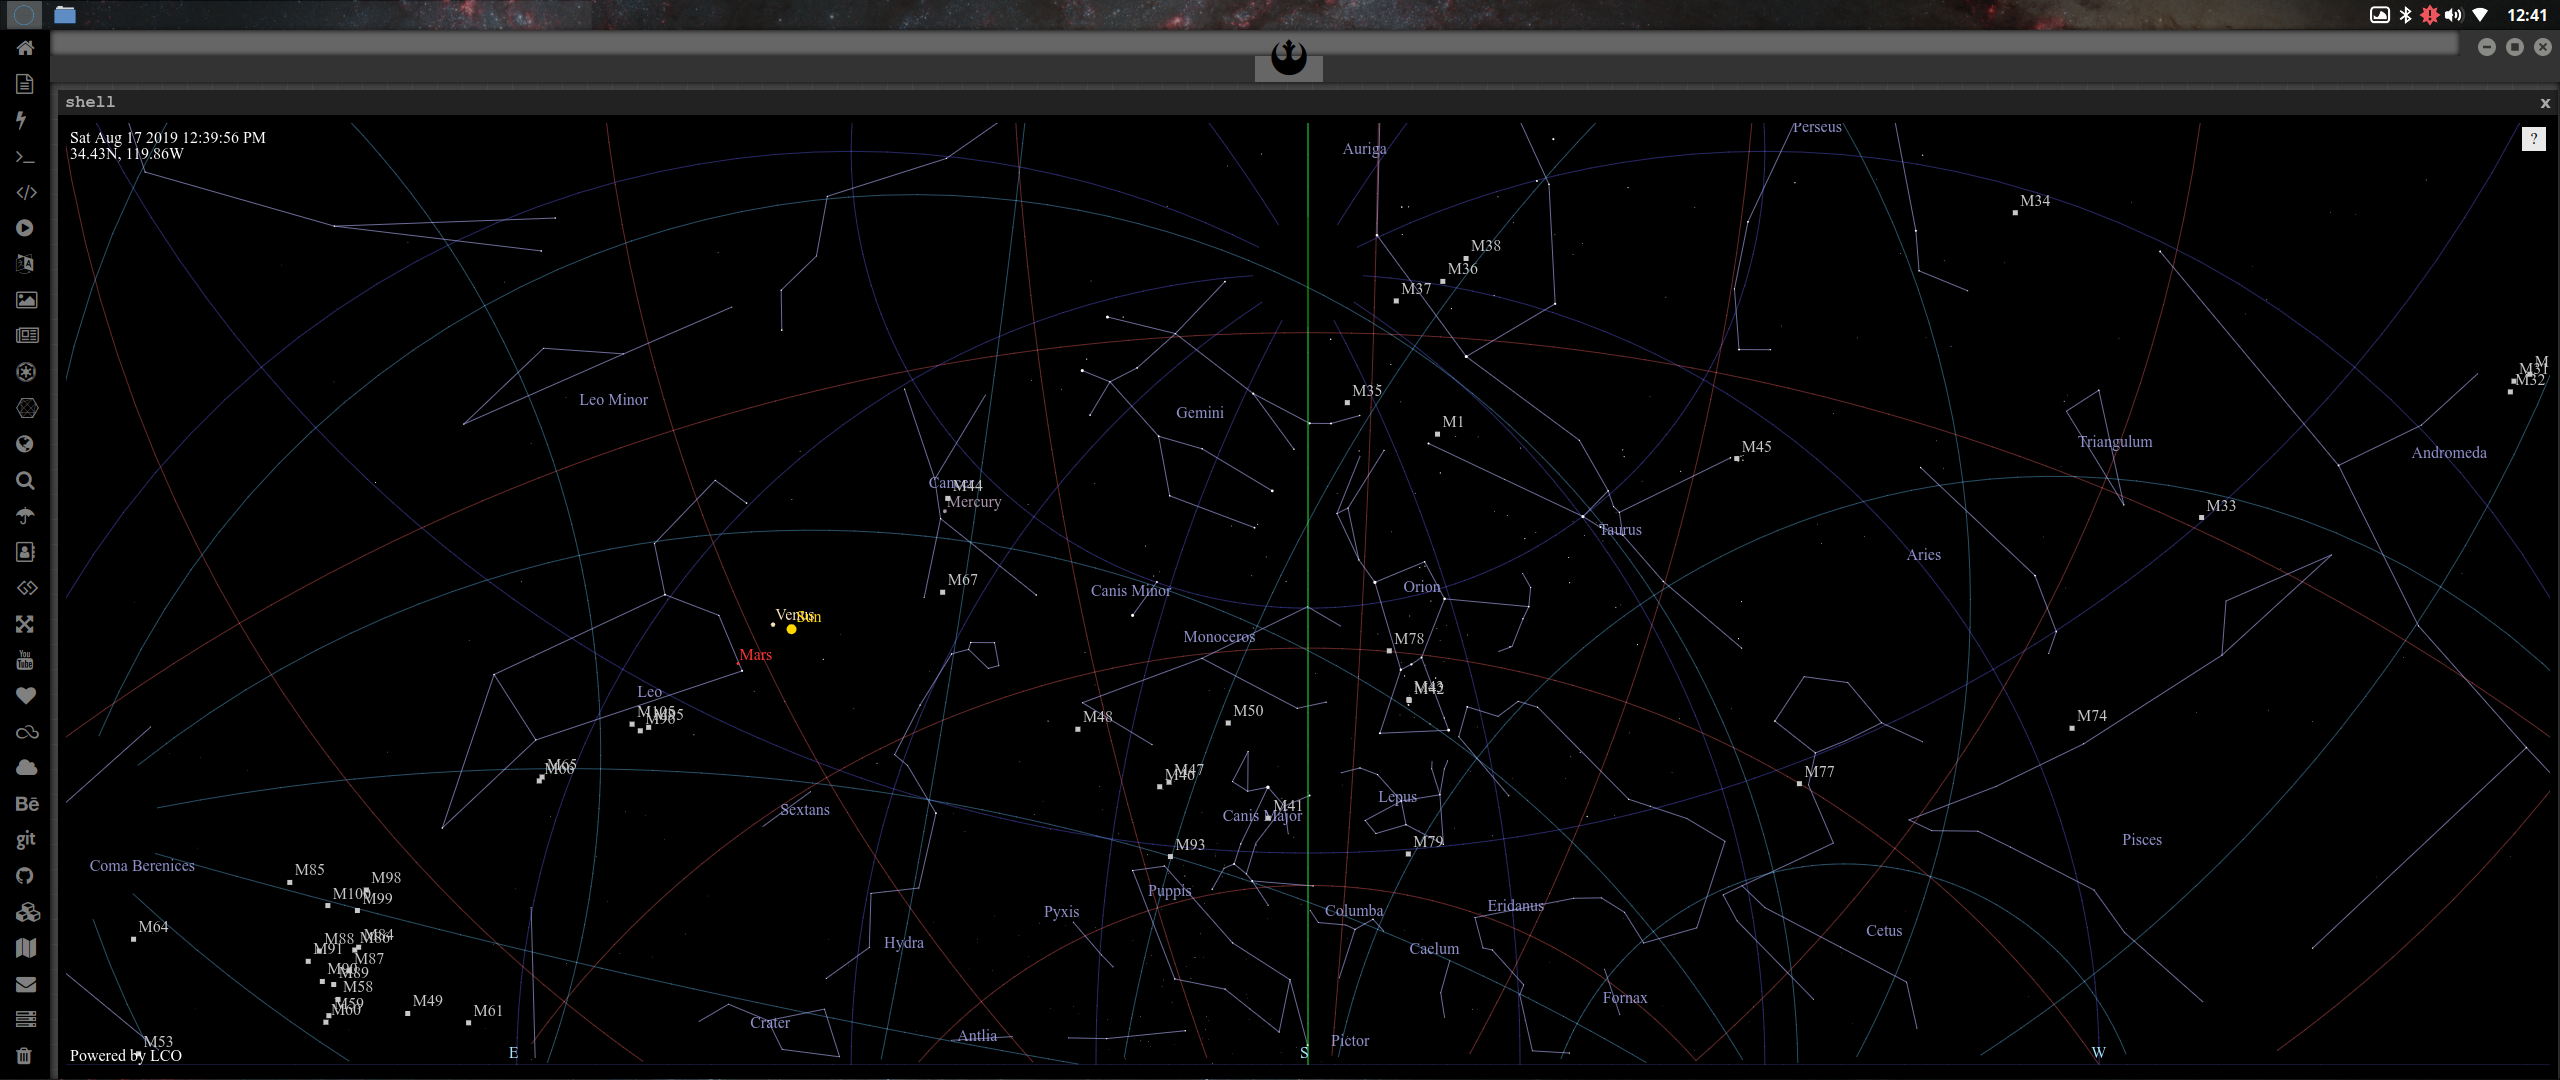 12:41
shell
x
Sat Aug 17 2019 12:39:56 PM
34.43N, 119.86W
?
Perseus
Auriga
M34
M38
M36
M37
M31
M32
M35
Leo Minor
Gemini
M1
Triangulum
M45
Andromeda
Cancer
M44
Mercury
M33
Taurus
Aries
M67
Canis Minor
Orion
Venus
Sun
Monoceros
M78
Mars
Leo
M105
M95
M96
M43
M42
M48
M50
M74
M65
M66
M47
M46
M77
Sextans
Lepus
M41
Canis Major
M93
M79
Pisces
Coma Berenices
M85
M98
M100
M99
Puppis
Pyxis
Columba
Eridanus
M64
Hydra
Caelum
Cetus
M88
M86
M84
M91
M87
M90
M89
M58
M59
M60
M49
M61
Fornax
Crater
Antlia
Pictor
M53
Powered by LCO
E
S
W
You
Tube
Bē
git